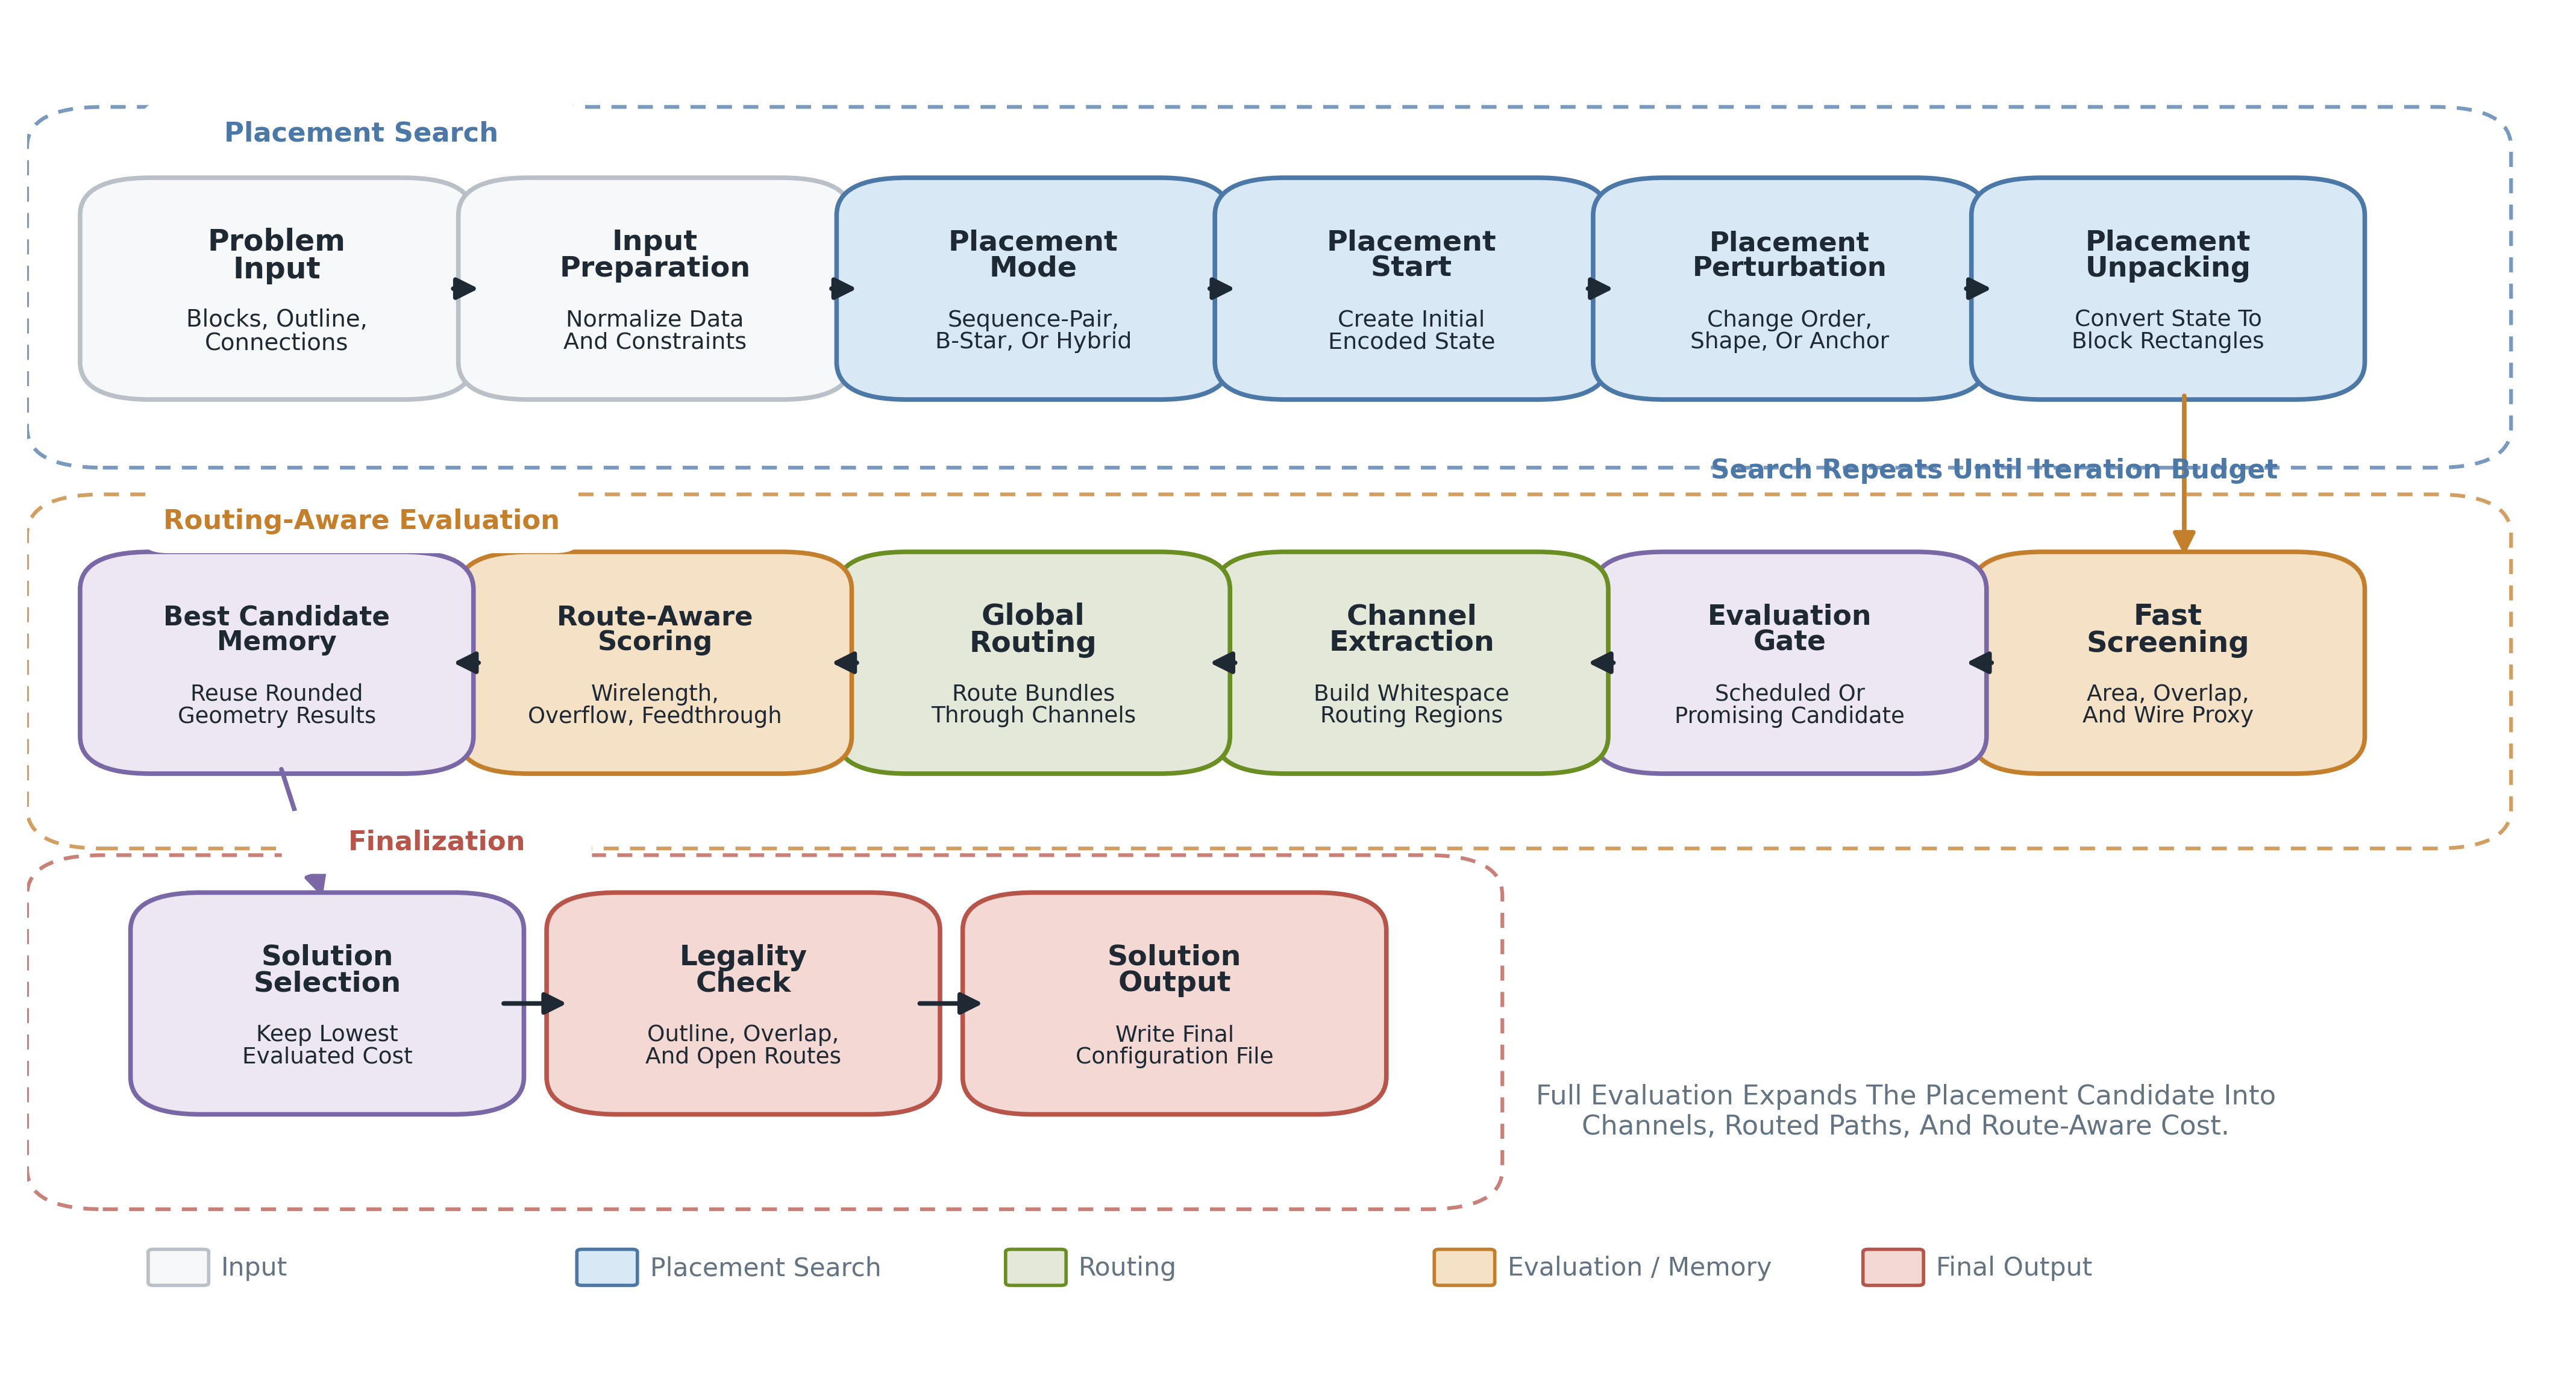 Placement Search
Problem
Input
Blocks, Outline,
Connections
Input
Preparation
Normalize Data
And Constraints
Placement
Mode
Sequence-Pair,
B-Star, Or Hybrid
Placement
Start
Create Initial
Encoded State
Placement
Perturbation
Change Order,
Shape, Or Anchor
Placement
Unpacking
Convert State To
Block Rectangles
Search Repeats Until Iteration Budget
Routing-Aware Evaluation
Best Candidate
Memory
Reuse Rounded
Geometry Results
Route-Aware
Scoring
Wirelength,
Overflow, Feedthrough
Global
Routing
Route Bundles
Through Channels
Channel
Extraction
Build Whitespace
Routing Regions
Evaluation
Gate
Scheduled Or
Promising Candidate
Fast
Screening
Area, Overlap,
And Wire Proxy
Finalization
Solution
Selection
Keep Lowest
Evaluated Cost
Legality
Check
Outline, Overlap,
And Open Routes
Solution
Output
Write Final
Configuration File
Full Evaluation Expands The Placement Candidate Into
Channels, Routed Paths, And Route-Aware Cost.
Input
Placement Search
Routing
Evaluation / Memory
Final Output